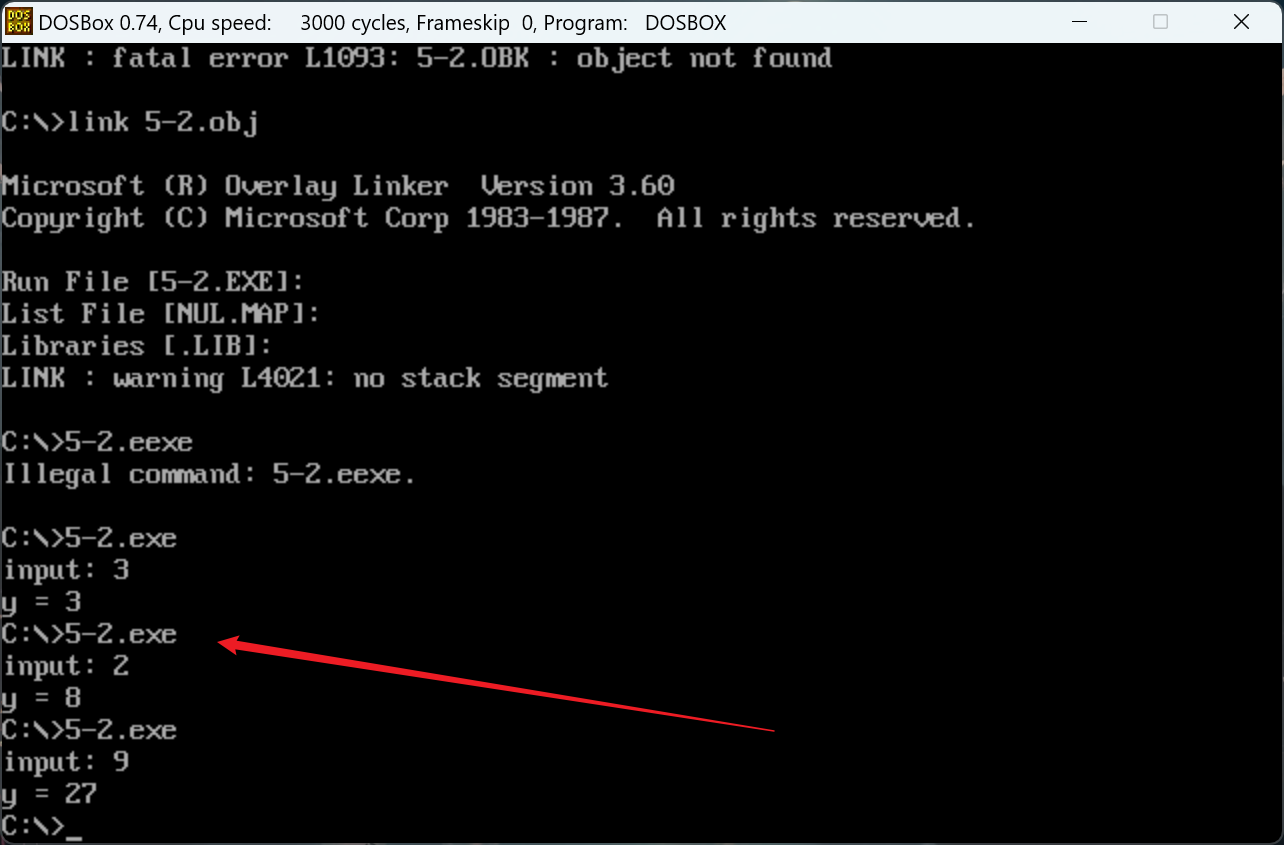 DOS BOX DOSBox 0.74, Cpu speed: 3000 cycles, Frameskip 0, Program: DOSBOX
LINK : fatal error L1093: 5-2.OBK : object not found
C:\>link 5-2.obj
Microsoft (R) Overlay Linker Version 3.60
Copyright (C) Microsoft Corp 1983-1987. All rights reserved.
Run File [5-2.EXE]:
List File [NUL.MAP]:
Libraries [.LIB]:
LINK : warning L4021: no stack segment
C:\>5-2.eexe
Illegal command: 5-2.eexe.
C:\>5-2.exe
input: 3
y = 3
C:\>5-2.exe
input: 2
y = 8
C:\>5-2.exe
input: 9
y = 27
C:\>_